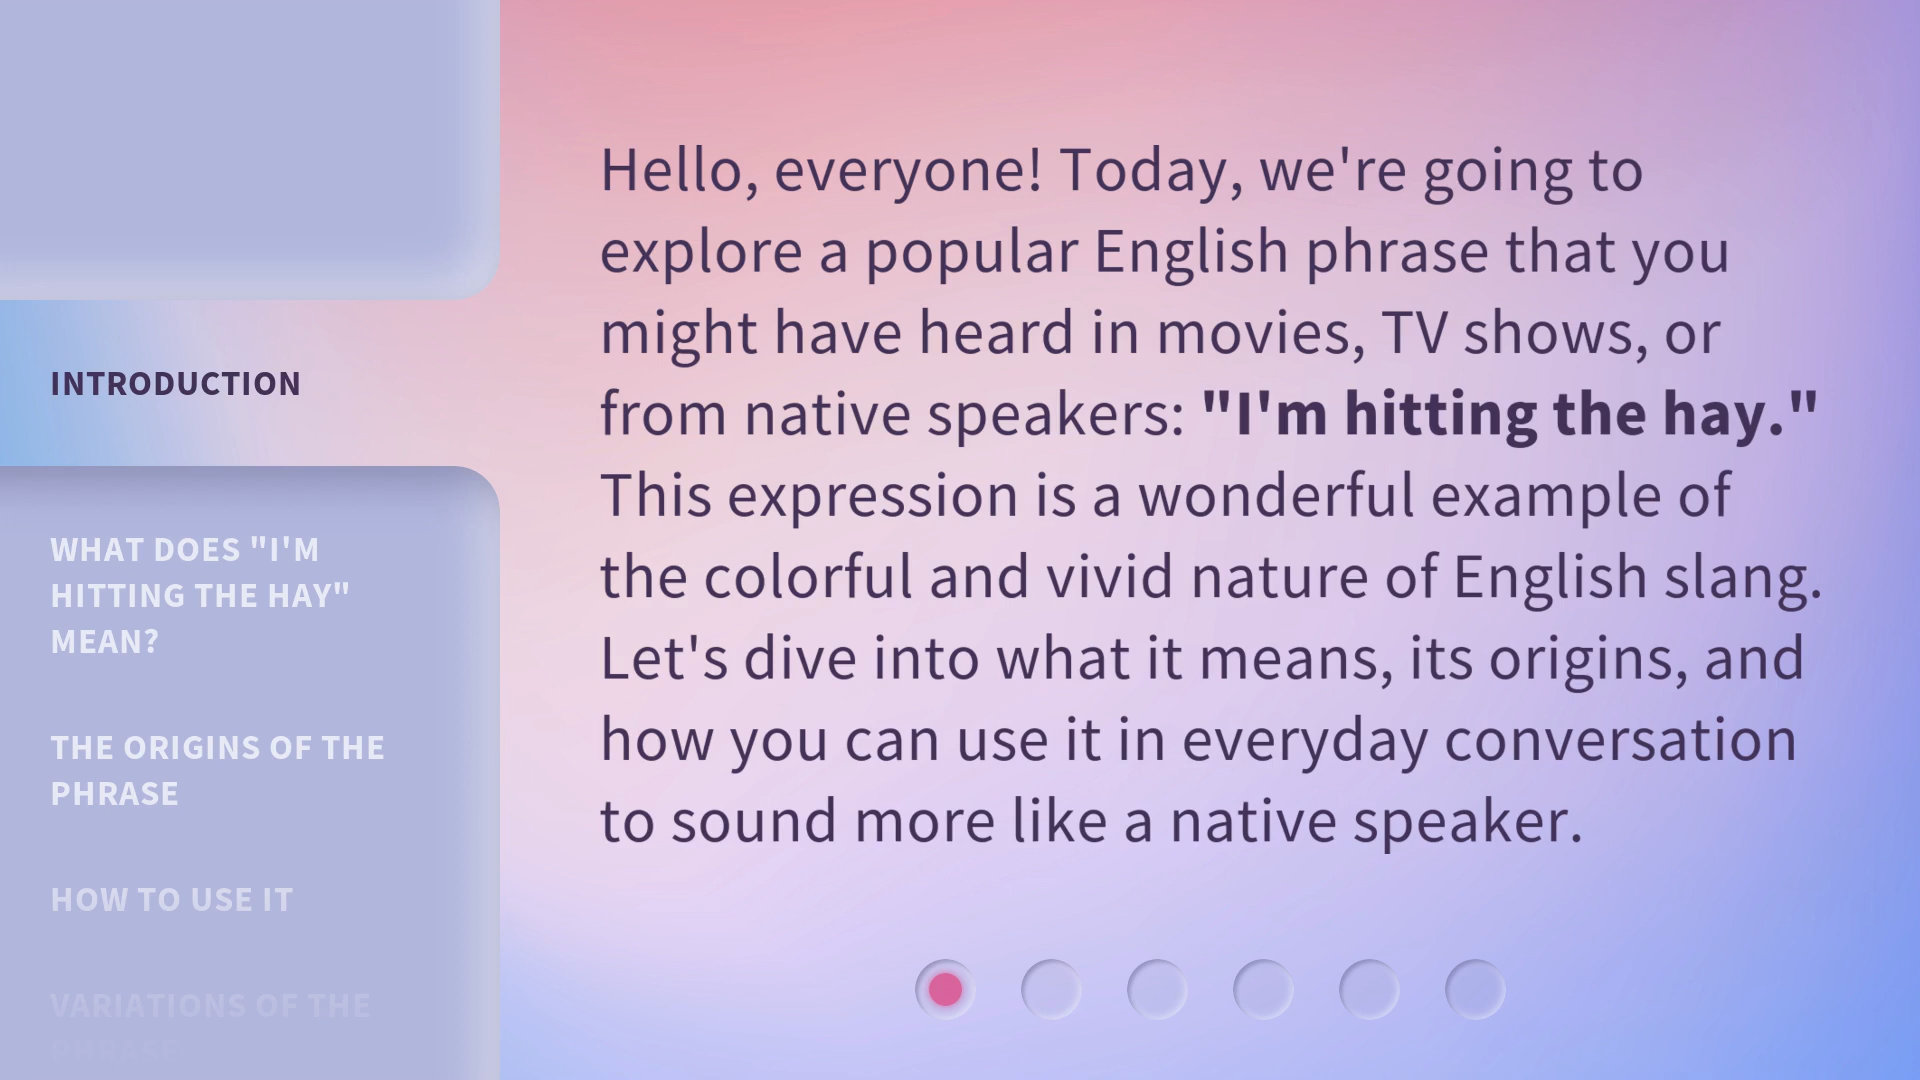 INTRODUCTION
WHAT DOES "I'M
HITTING THE HAY"
MEAN?
THE ORIGINS OF THE
PHRASE
HOW TO USE IT
VARIATIONS OF THE
PHRASE
Hello, everyone! Today, we're going to
explore a popular English phrase that you
might have heard in movies, TV shows, or
from native speakers: "I'm hitting the hay."
This expression is a wonderful example of
the colorful and vivid nature of English slang.
Let's dive into what it means, its origins, and
how you can use it in everyday conversation
to sound more like a native speaker.